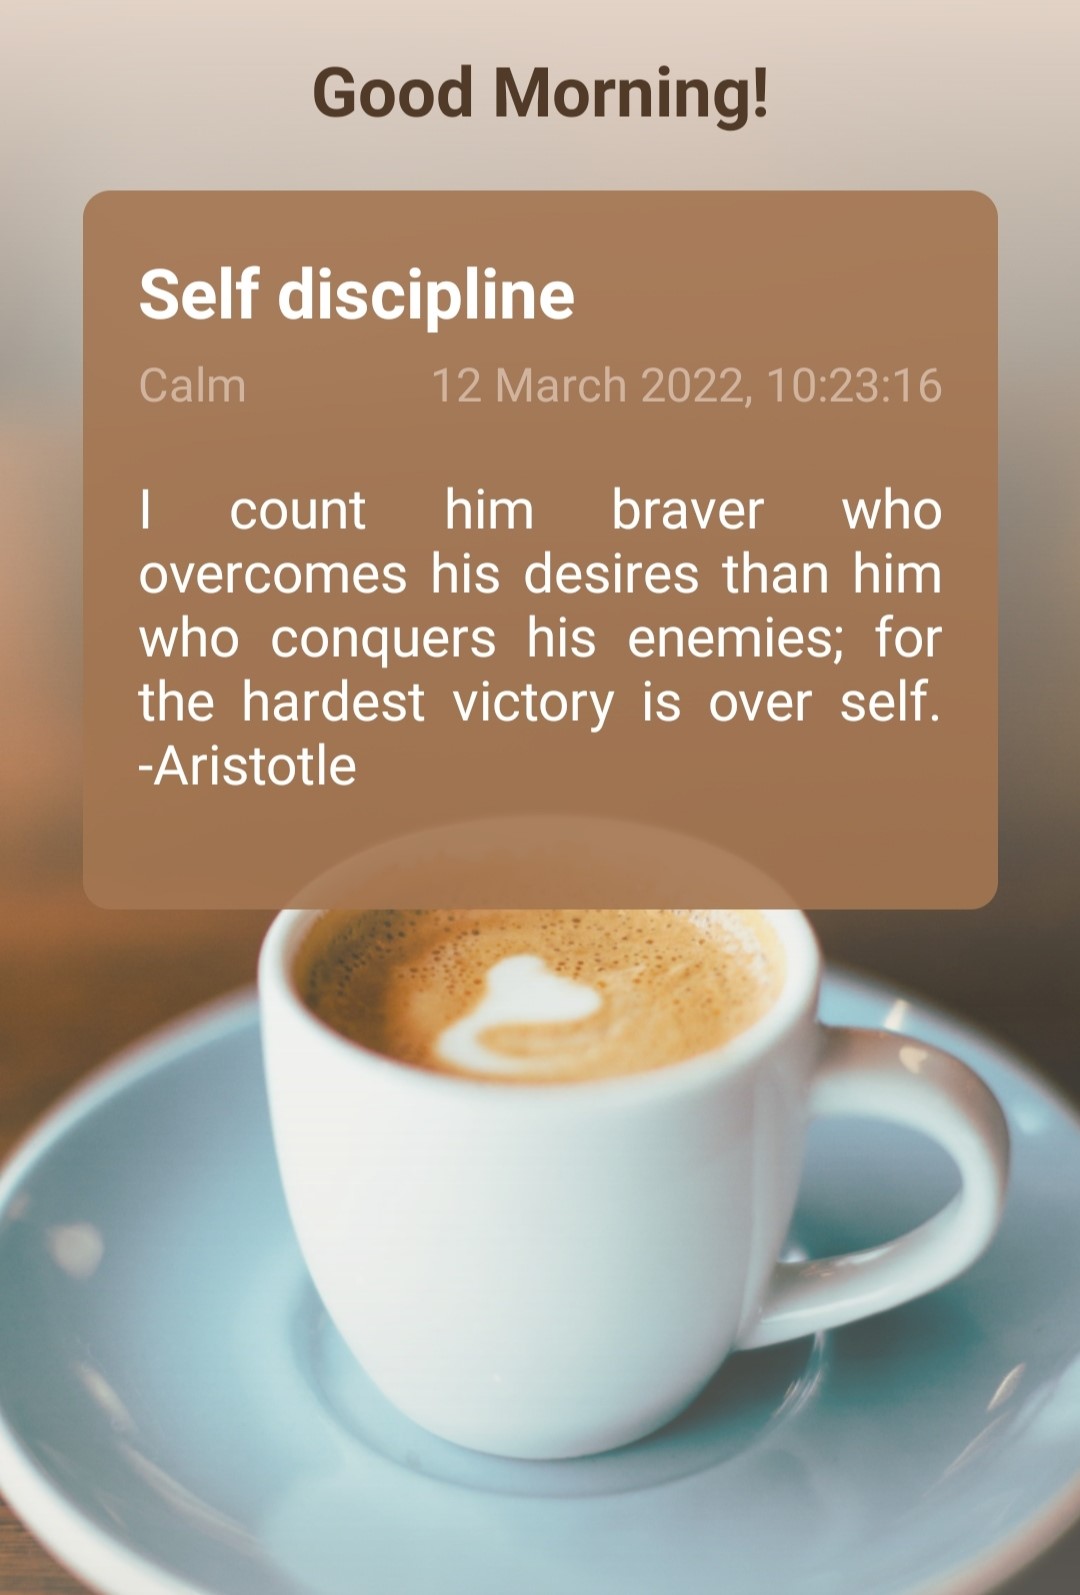 Good Morning!
Self discipline
Calm 12 March 2022, 10:23:16
I count him braver who
overcomes his desires than him
who conquers his enemies; for
the hardest victory is over self.
-Aristotle